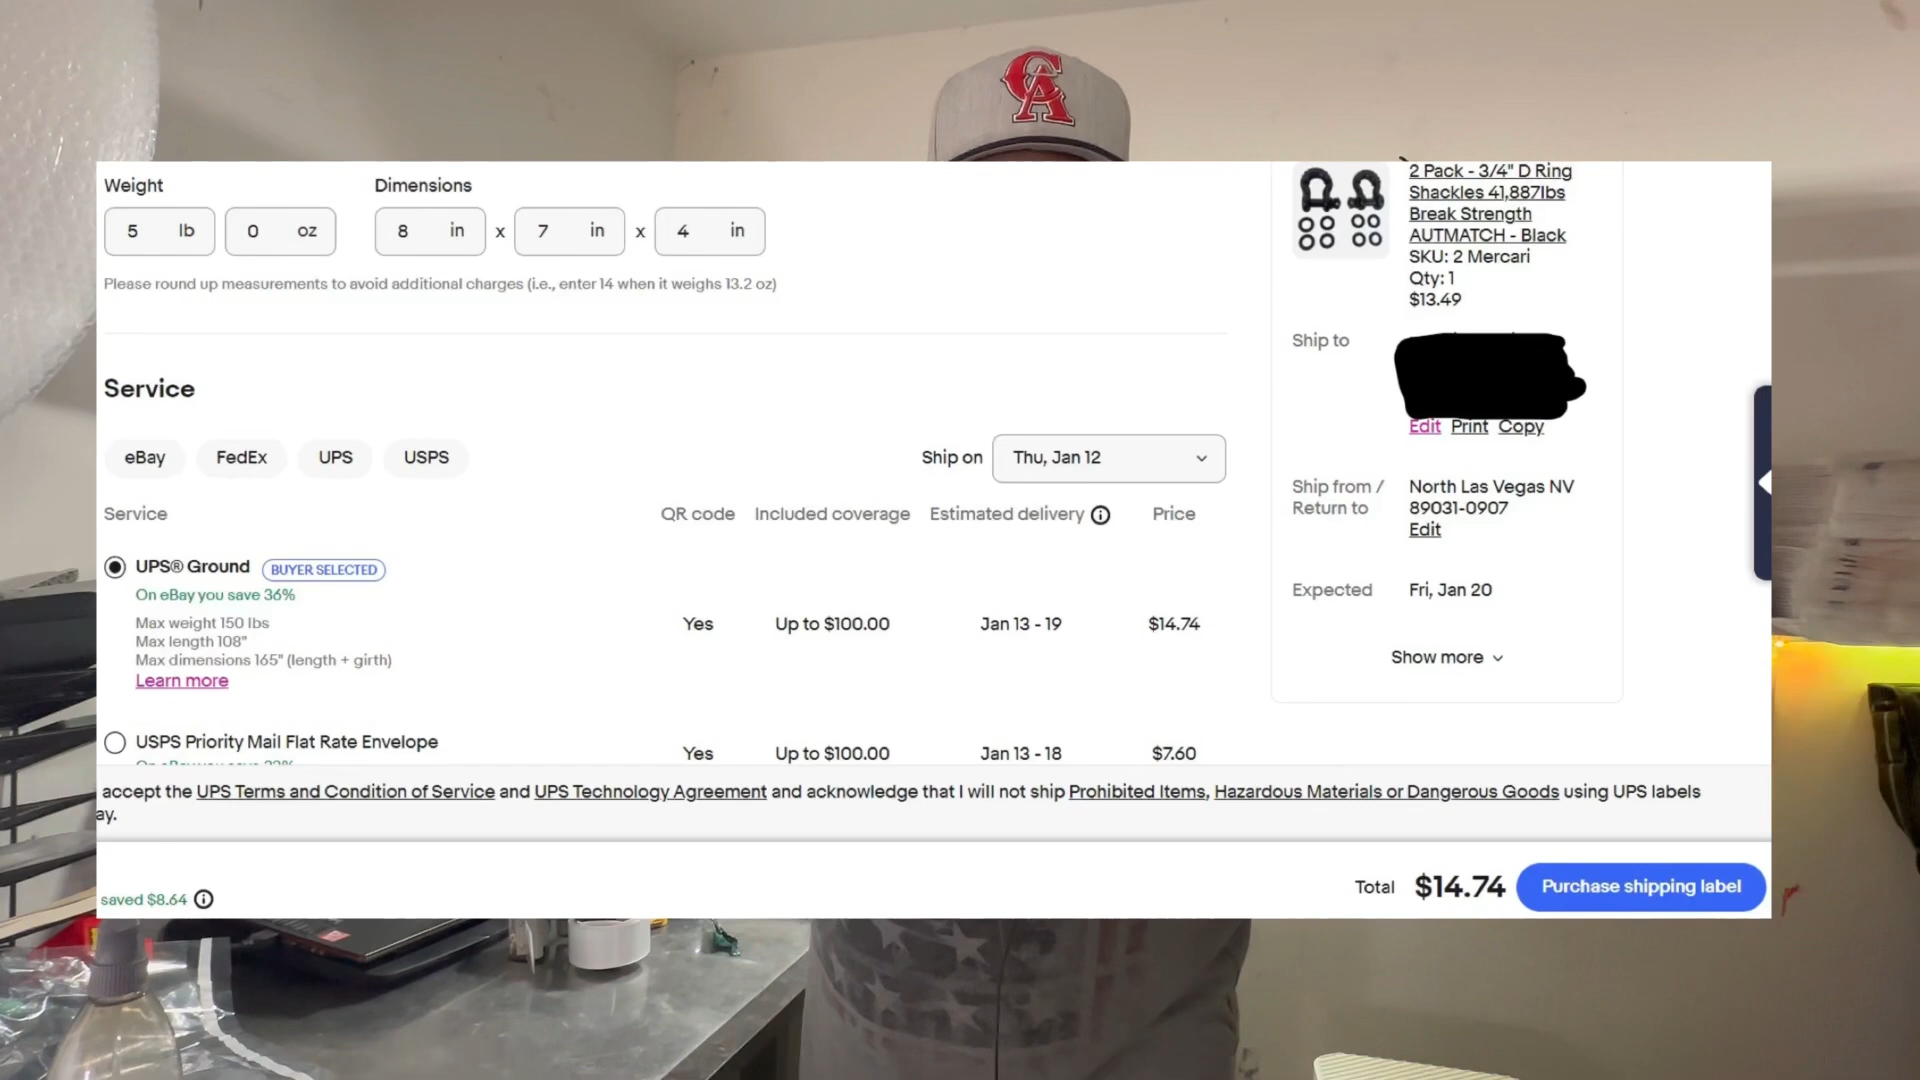 CA
Weight
Dimensions
5 lb 0 oz 8 in x 7 in x 4 in
Please round up measurements to avoid additional charges (i.e., enter 14 when it weighs 13.2 oz)
Service
eBay FedEx UPS USPS
Ship on Thu, Jan 12
Service QR code Included coverage Estimated delivery Price
UPS® Ground BUYER SELECTED
On eBay you save 36%
Max weight 150 lbs
Max length 108"
Max dimensions 165" (length + girth)
Learn more
Yes Up to $100.00 Jan 13 - 19 $14.74
USPS Priority Mail Flat Rate Envelope
Yes Up to $100.00 Jan 13 - 18 $7.60
2 Pack - 3/4" D Ring
Shackles 41,887lbs
Break Strength
AUTMATCH - Black
SKU: 2 Mercari
Qty: 1
$13.49
Ship to
Edit Print Copy
Ship from / North Las Vegas NV
Return to 89031-0907
Edit
Expected Fri, Jan 20
Show more
accept the UPS Terms and Condition of Service and UPS Technology Agreement and acknowledge that I will not ship Prohibited Items, Hazardous Materials or Dangerous Goods using UPS labels
ay.
saved $8.64
Total $14.74 Purchase shipping label